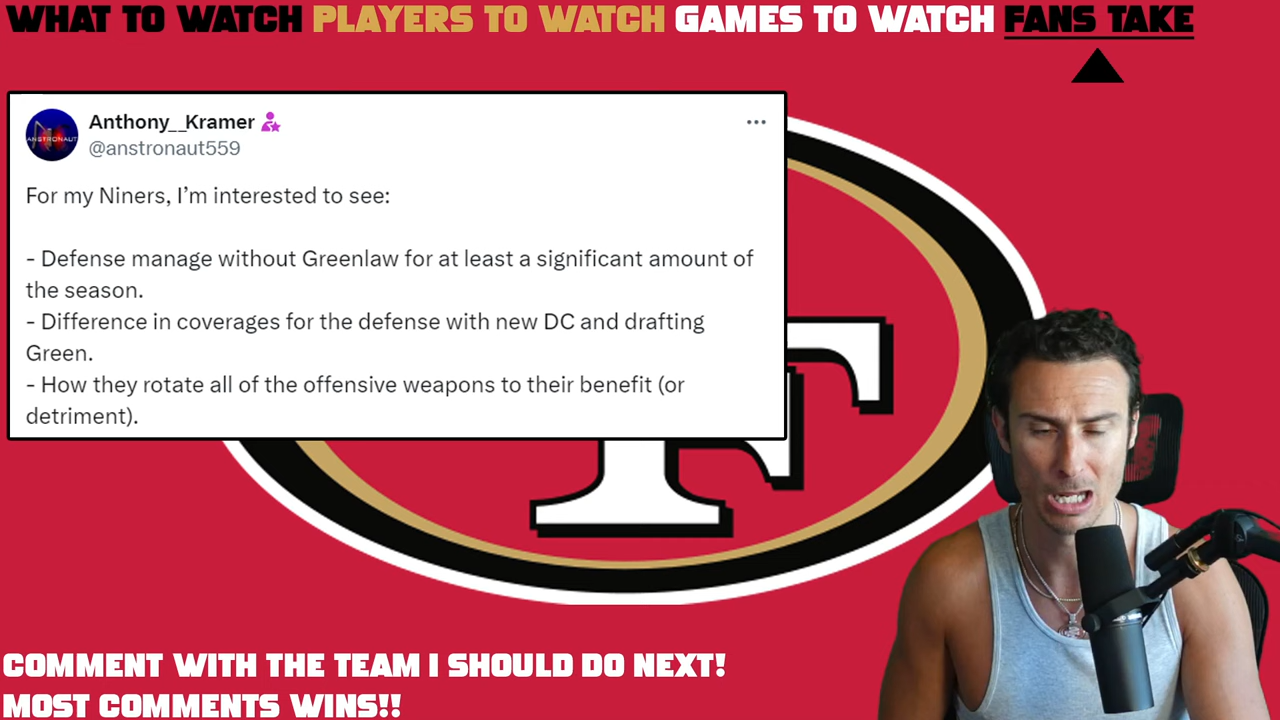 WHAT TO WATCH PLAYERS TO WATCH GAMES TO WATCH FANS TAKE
Anthony__Kramer
@anstronaut559
ANSTRONAUT
For my Niners, I’m interested to see:
- Defense manage without Greenlaw for at least a significant amount of
the season.
- Difference in coverages for the defense with new DC and drafting
Green.
- How they rotate all of the offensive weapons to their benefit (or
detriment).
COMMENT WITH THE TEAM I SHOULD DO NEXT!
MOST COMMENTS WINS!!